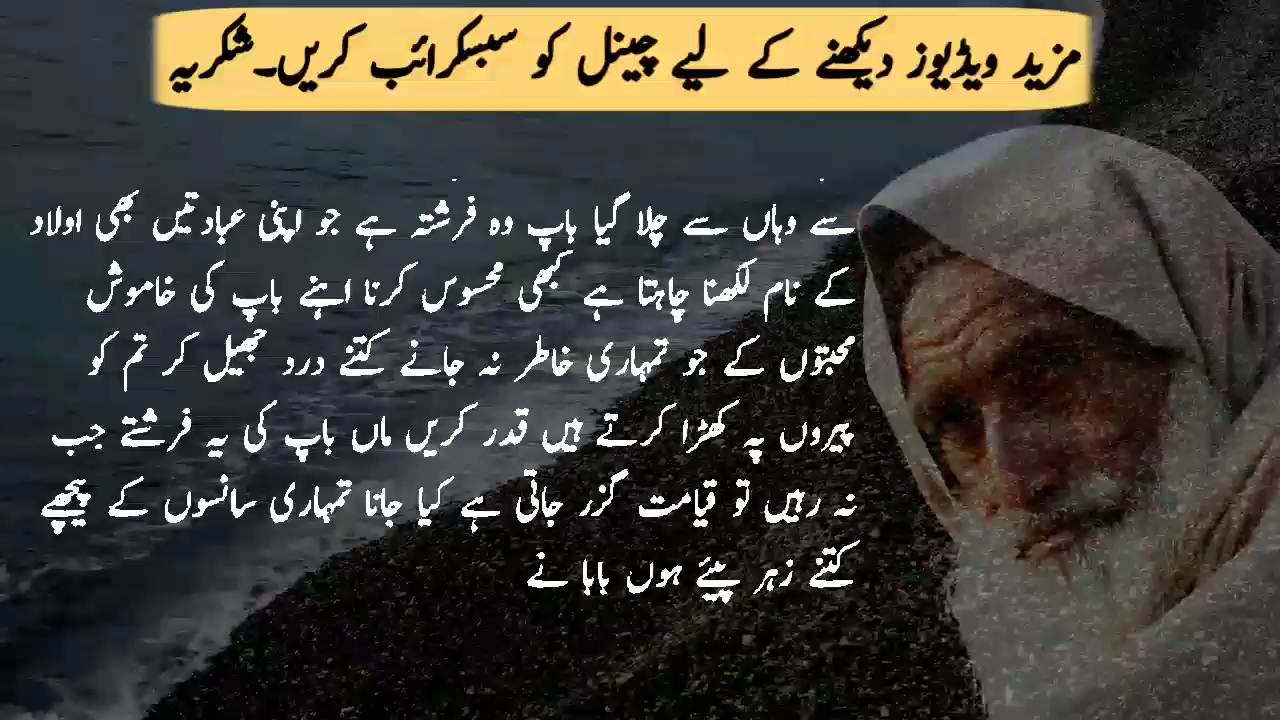 مزید ویڈیوز دیکھنے کے لیے چینل کو سبسکرائب کریں۔شکریہ
سے وہاں سے چلا گیا باپ وہ فرشتہ ہے جو اپنی عبادتیں بھی اولاد
کے نام لکھنا چاہتا ہے کبھی محسوس کرنا اپنے باپ کی خاموش
محبتوں کے جو تمہاری خاطر نہ جانے کتنے درد جھیل کر تم کو
پیروں پہ کھڑا کرتے ہیں قدر کریں ماں باپ کی یہ فرشتے جب
نہ رہیں تو قیامت گزر جاتی ہے کیا جانا تمہاری سانسوں کے پیچھے
کتنے زہر پیئے ہوں بابا نے